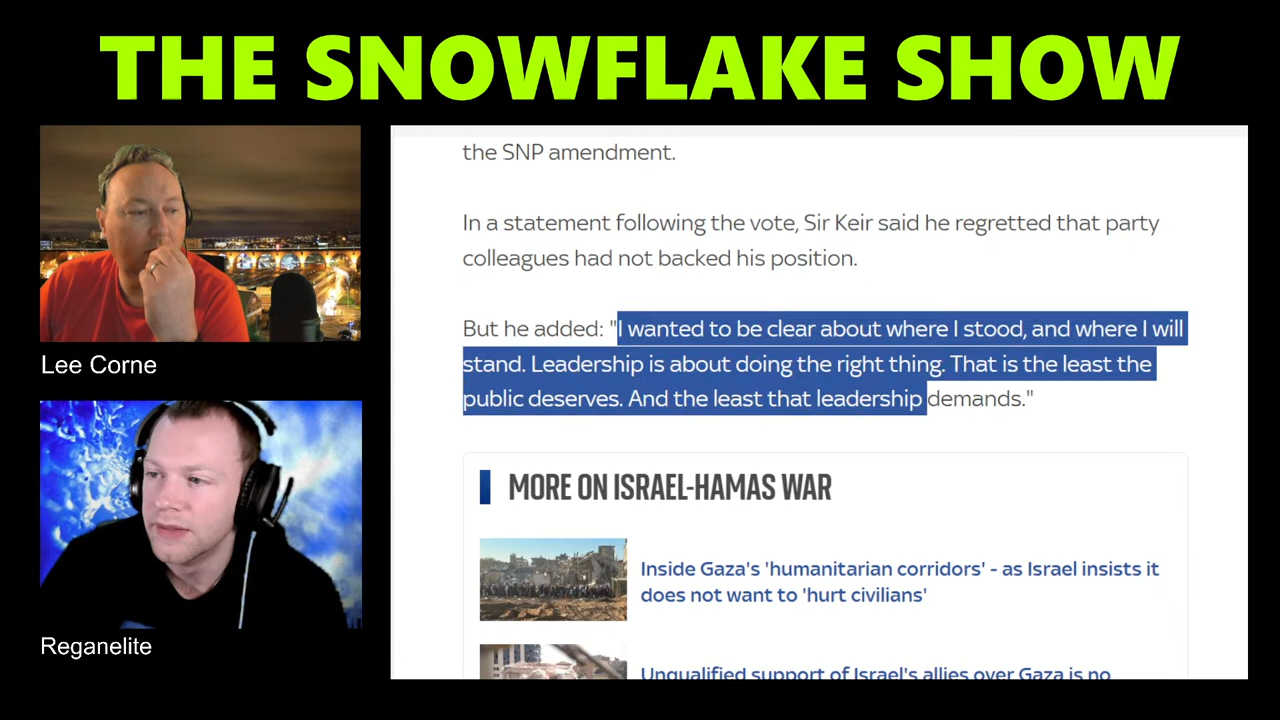 THE SNOWFLAKE SHOW
Lee Corne
Reganelite
the SNP amendment.
In a statement following the vote, Sir Keir said he regretted that party
colleagues had not backed his position.
But he added: "I wanted to be clear about where I stood, and where I will
stand. Leadership is about doing the right thing. That is the least the
public deserves. And the least that leadership demands."
MORE ON ISRAEL-HAMAS WAR
Inside Gaza's 'humanitarian corridors' - as Israel insists it
does not want to 'hurt civilians'
Unqualified support of Israel's allies over Gaza is no